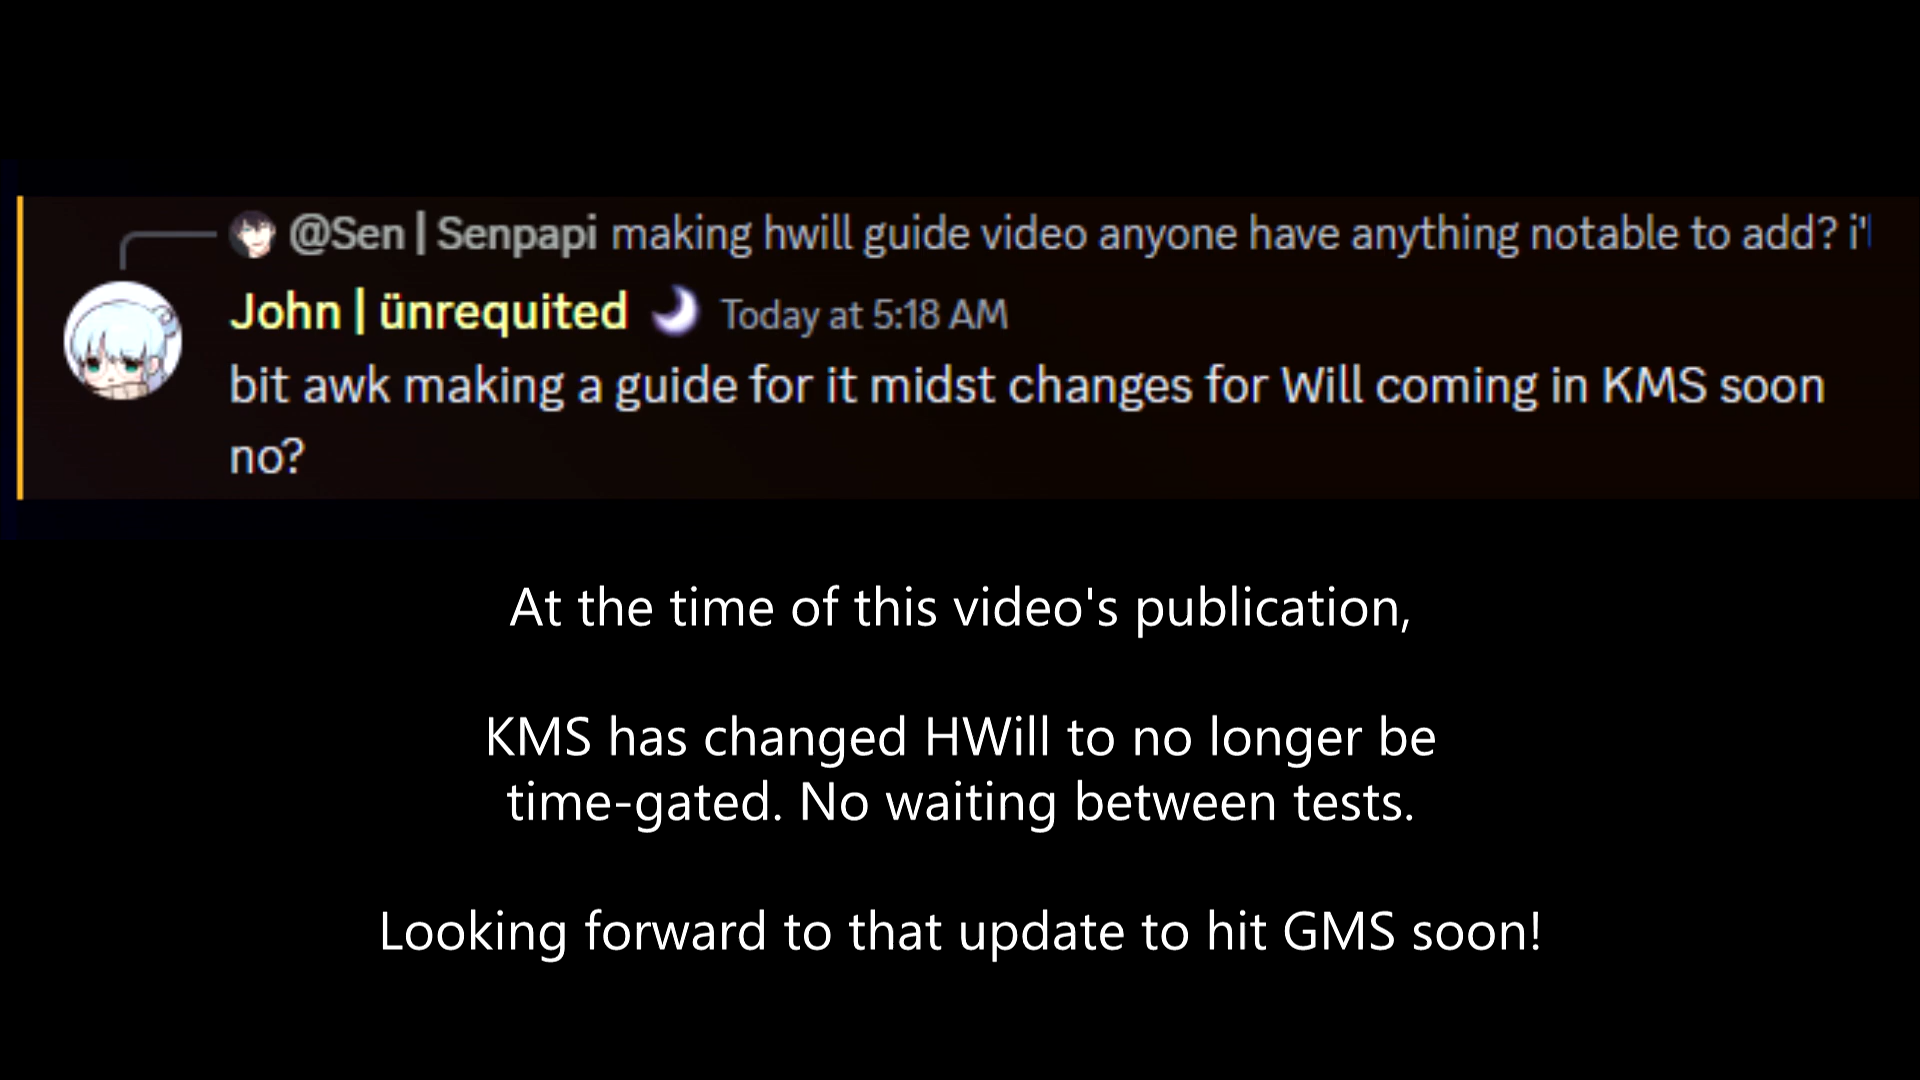 @Sen | Senpapi making hwill guide video anyone have anything notable to add? i'
John | ünrequited Today at 5:18 AM
bit awk making a guide for it midst changes for Will coming in KMS soon
no?
At the time of this video's publication,
KMS has changed HWill to no longer be
time-gated. No waiting between tests.
Looking forward to that update to hit GMS soon!